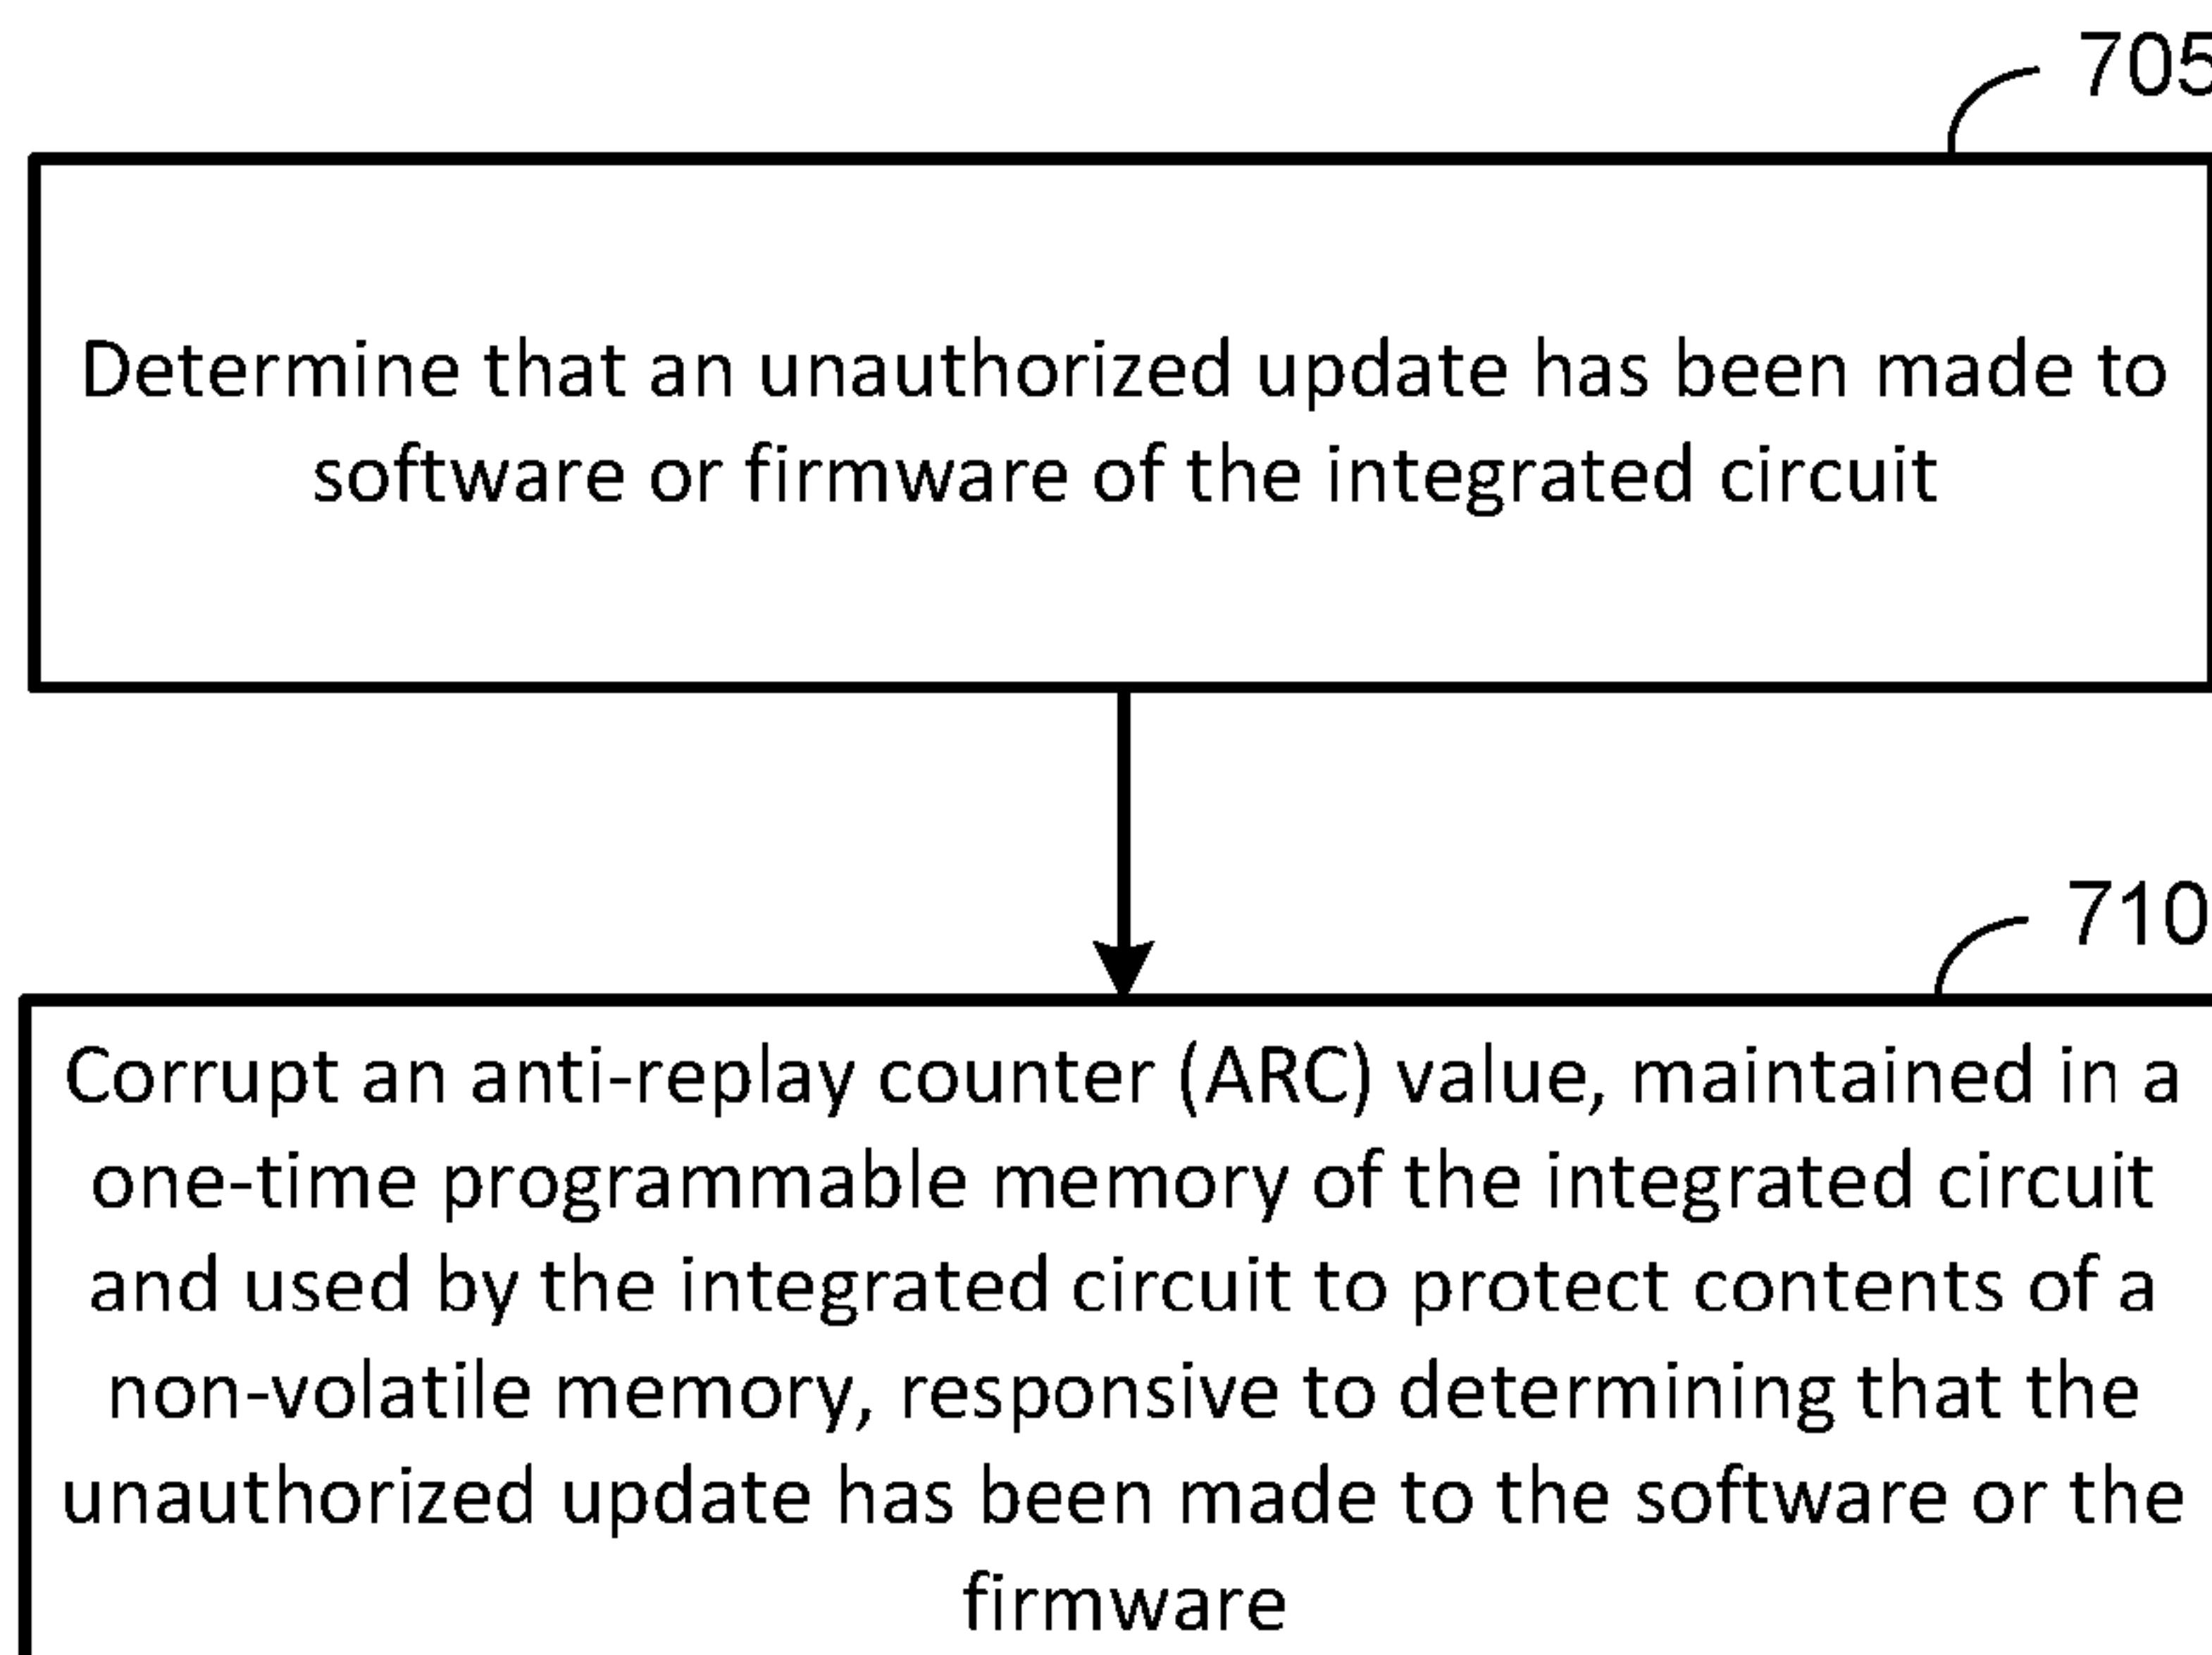 705
Determine that an unauthorized update has been made to
software or firmware of the integrated circuit
710
Corrupt an anti-replay counter (ARC) value, maintained in a
one-time programmable memory of the integrated circuit
and used by the integrated circuit to protect contents of a
non-volatile memory, responsive to determining that the
unauthorized update has been made to the software or the
firmware